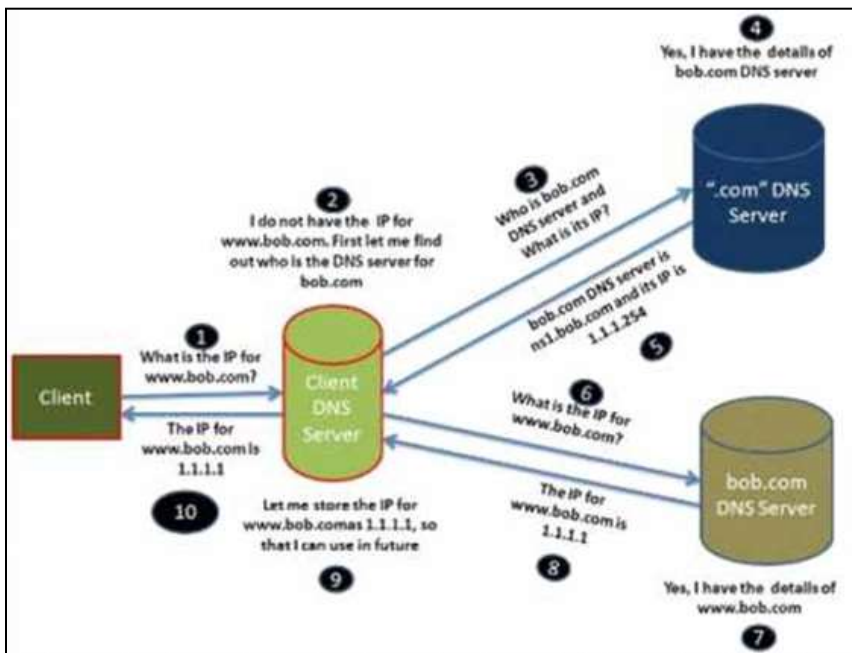 4
Yes, I have the details of
bob.com DNS server
".com" DNS
Server
3
Who is bob.com
DNS server and
What is its IP?
2
I do not have the IP for
www.bob.com. First let me find
out who is the DNS server for
bob.com
bob.com DNS server is
ns1.bob.com and its IP is
1.1.1.254
5
1
What is the IP for
www.bob.com?
Client
Client
DNS
Server
The IP for
www.bob.com is
1.1.1.1
10
6
What is the IP for
www.bob.com?
bob.com
DNS Server
The IP for
www.bob.com is
1.1.1.1
8
Let me store the IP for
www.bob.comas 1.1.1.1, so
that I can use in future
9
Yes, I have the details of
www.bob.com
7